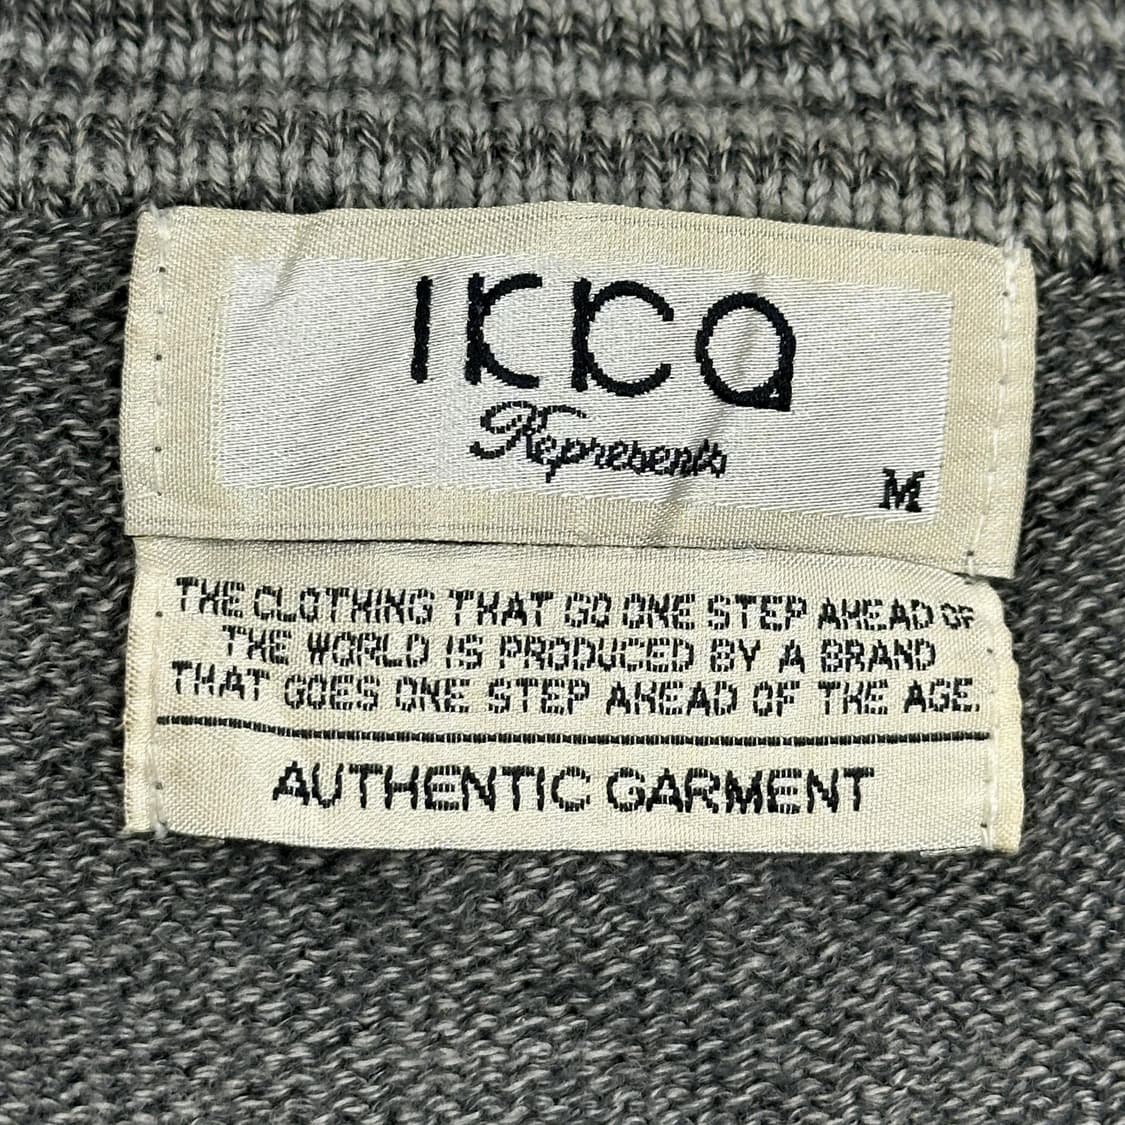 IKKA
Represents
M
THE CLOTHING THAT GO ONE STEP AHEAD OF
THE WORLD IS PRODUCED BY A BRAND
THAT GOES ONE STEP AHEAD OF THE AGE.
AUTHENTIC GARMENT